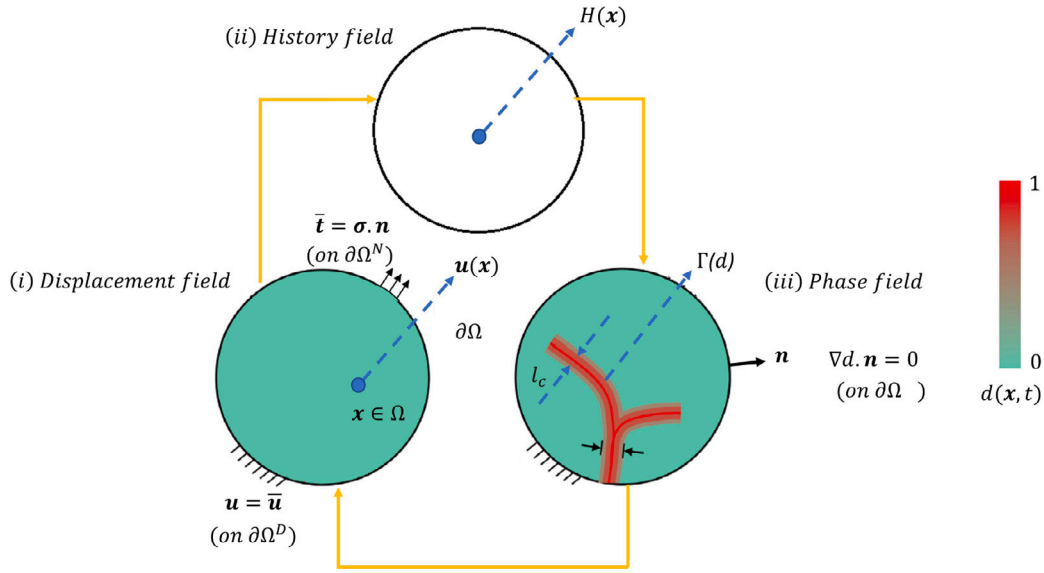 (ii) History field
H(x)
t̄ = σ.n
(on ∂Ω^N)
(i) Displacement field
u(x)
∂Ω
x ∈ Ω
u = ū
(on ∂Ω^D)
Γ(d)
(iii) Phase field
l_c
n
∇d.n = 0
(on ∂Ω )
1
0
d(x, t)